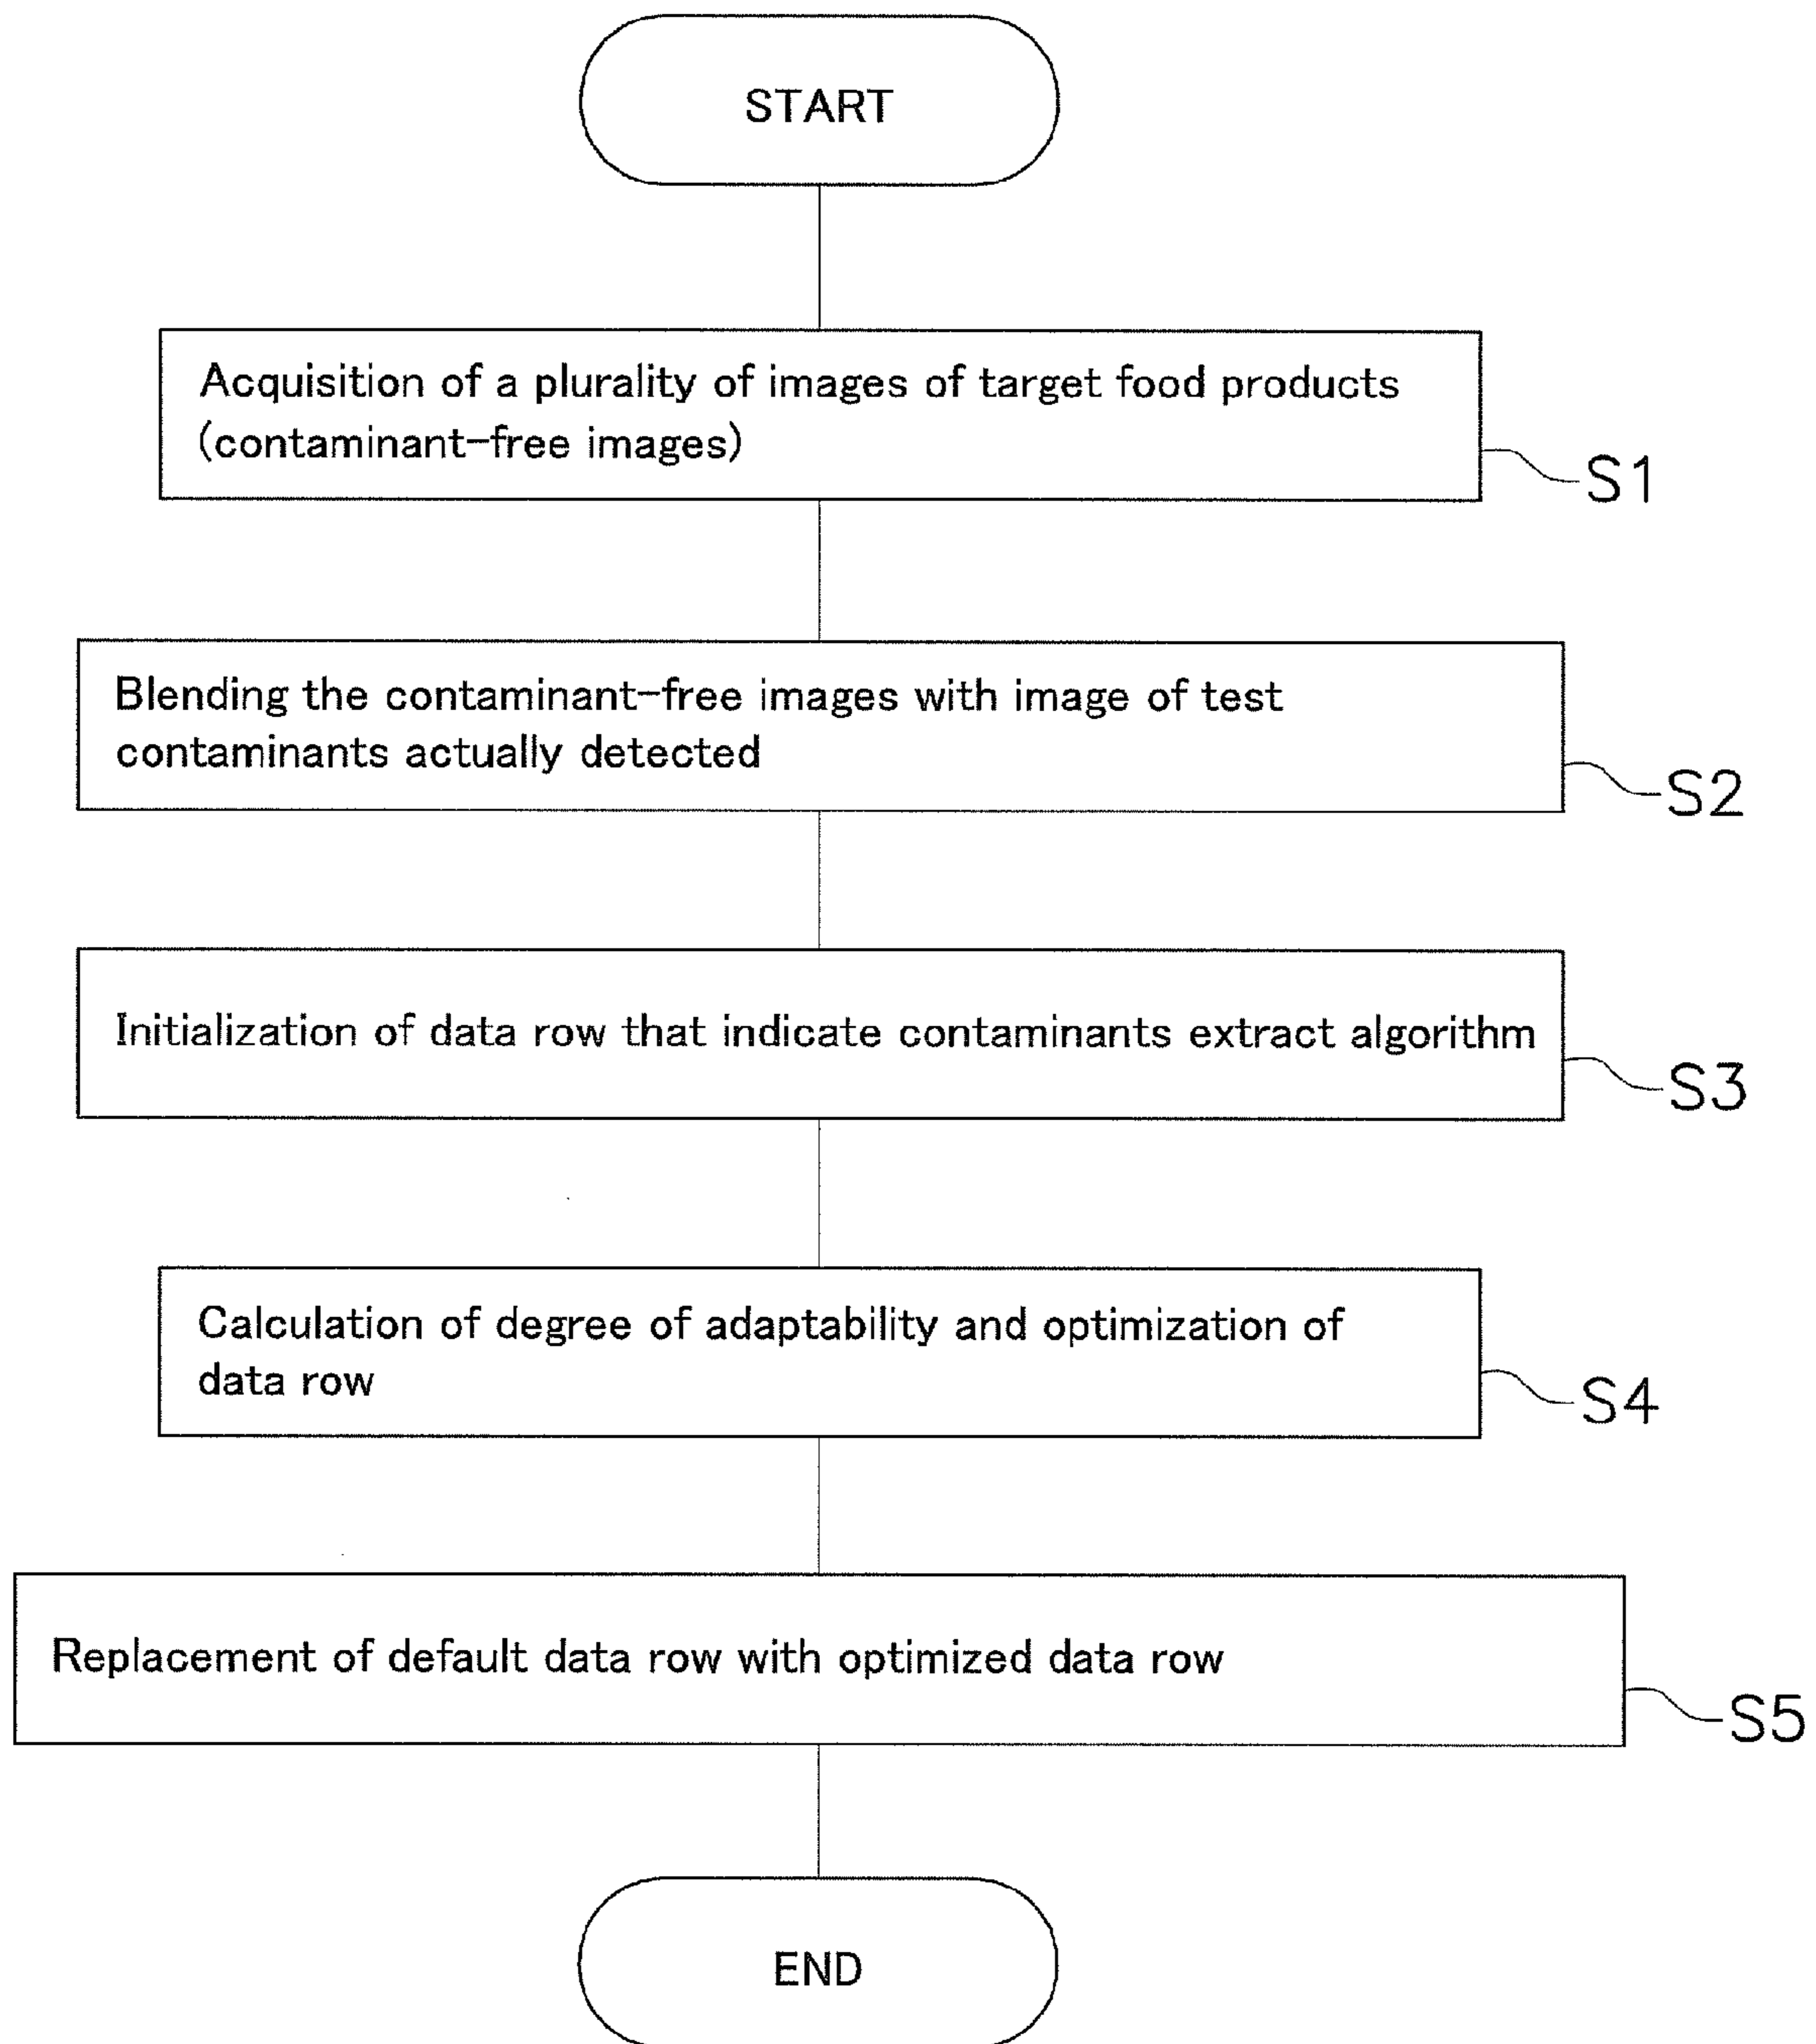 START
Acquisition of a plurality of images of target food products
(contaminant-free images)
S1
Blending the contaminant-free images with image of test
contaminants actually detected
S2
Initialization of data row that indicate contaminants extract algorithm
S3
Calculation of degree of adaptability and optimization of
data row
S4
Replacement of default data row with optimized data row
S5
END